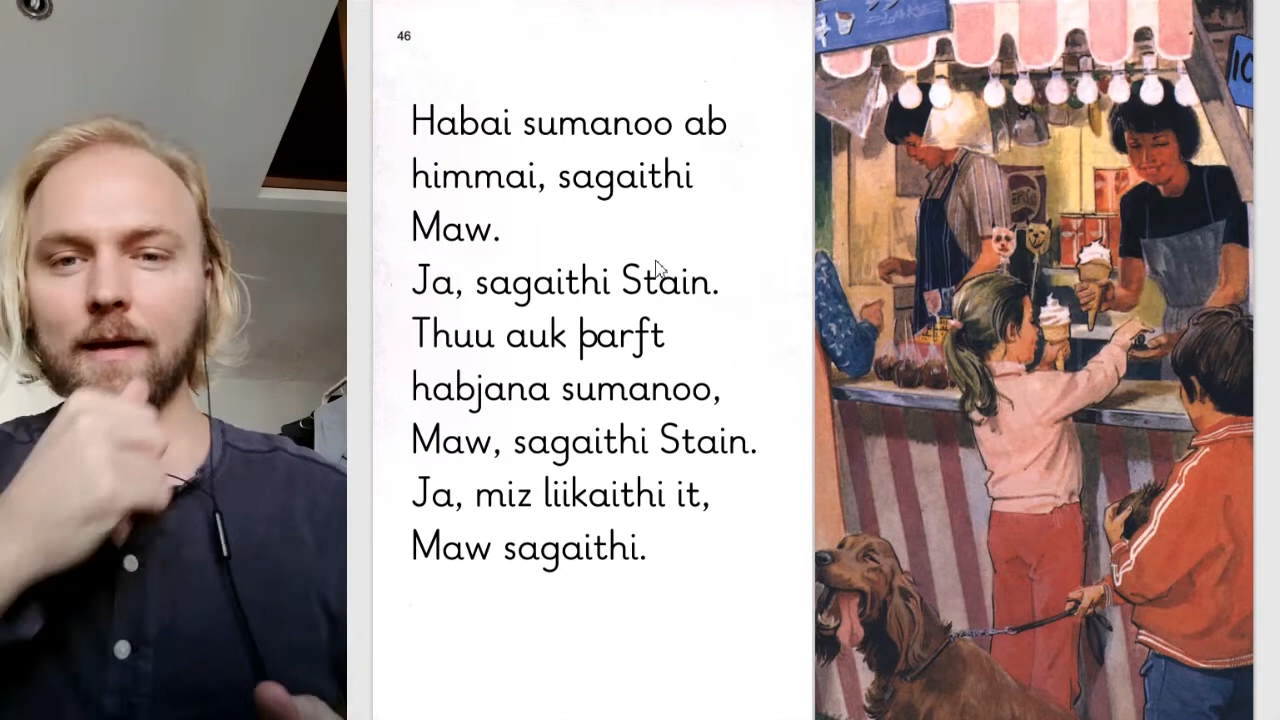 46
Habai sumanoo ab
himmai, sagaithi
Maw.
Ja, sagaithi Stain.
Thuu auk þarft
habjana sumanoo,
Maw, sagaithi Stain.
Ja, miz liikaithi it,
Maw sagaithi.
10